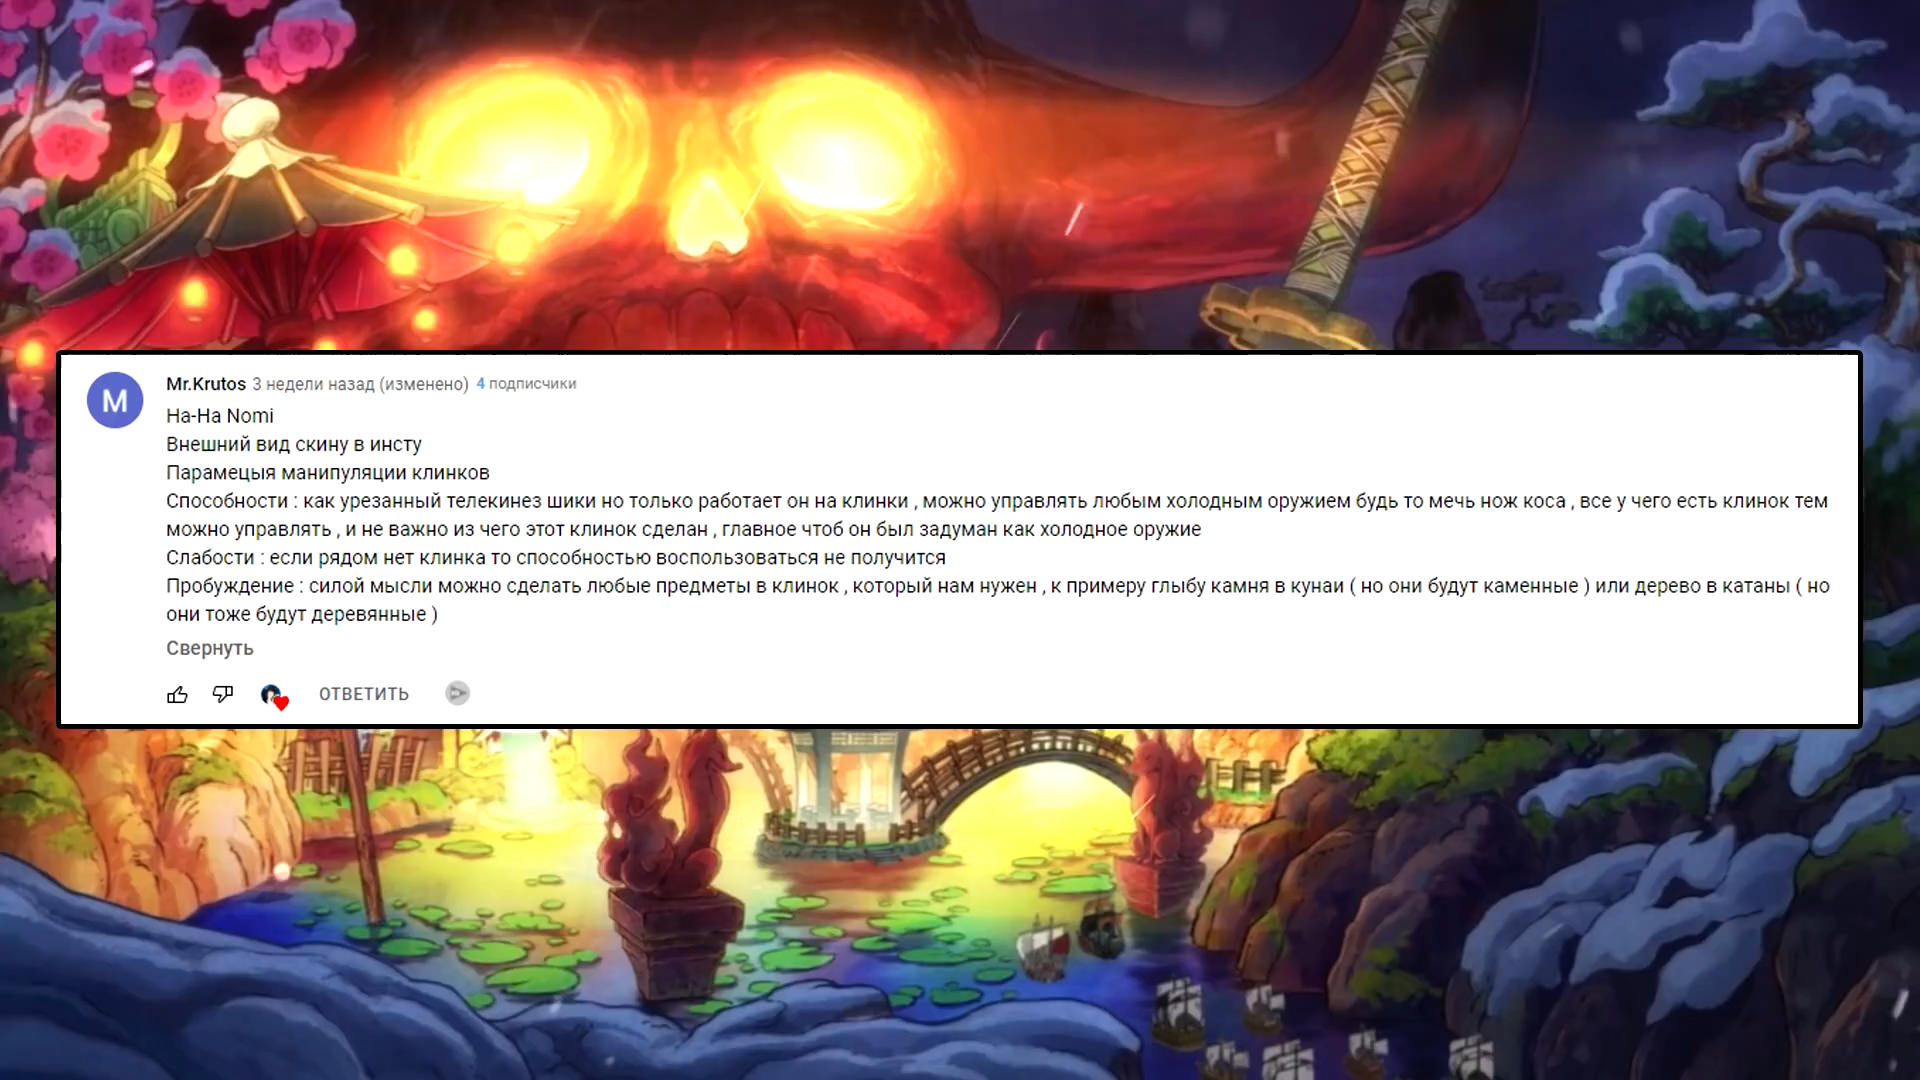 M
Mr.Krutos 3 недели назад (изменено) 4 подписчики
Ha-Ha Nomi
Внешний вид скину в инсту
Парамецыя манипуляции клинков
Способности : как урезанный телекинез шики но только работает он на клинки , можно управлять любым холодным оружием будь то мечь нож коса , все у чего есть клинок тем
можно управлять , и не важно из чего этот клинок сделан , главное чтоб он был задуман как холодное оружие
Слабости : если рядом нет клинка то способностью воспользоваться не получится
Пробуждение : силой мысли можно сделать любые предметы в клинок , который нам нужен , к примеру глыбу камня в кунаи ( но они будут каменные ) или дерево в катаны ( но
они тоже будут деревянные )
Свернуть
ОТВЕТИТЬ